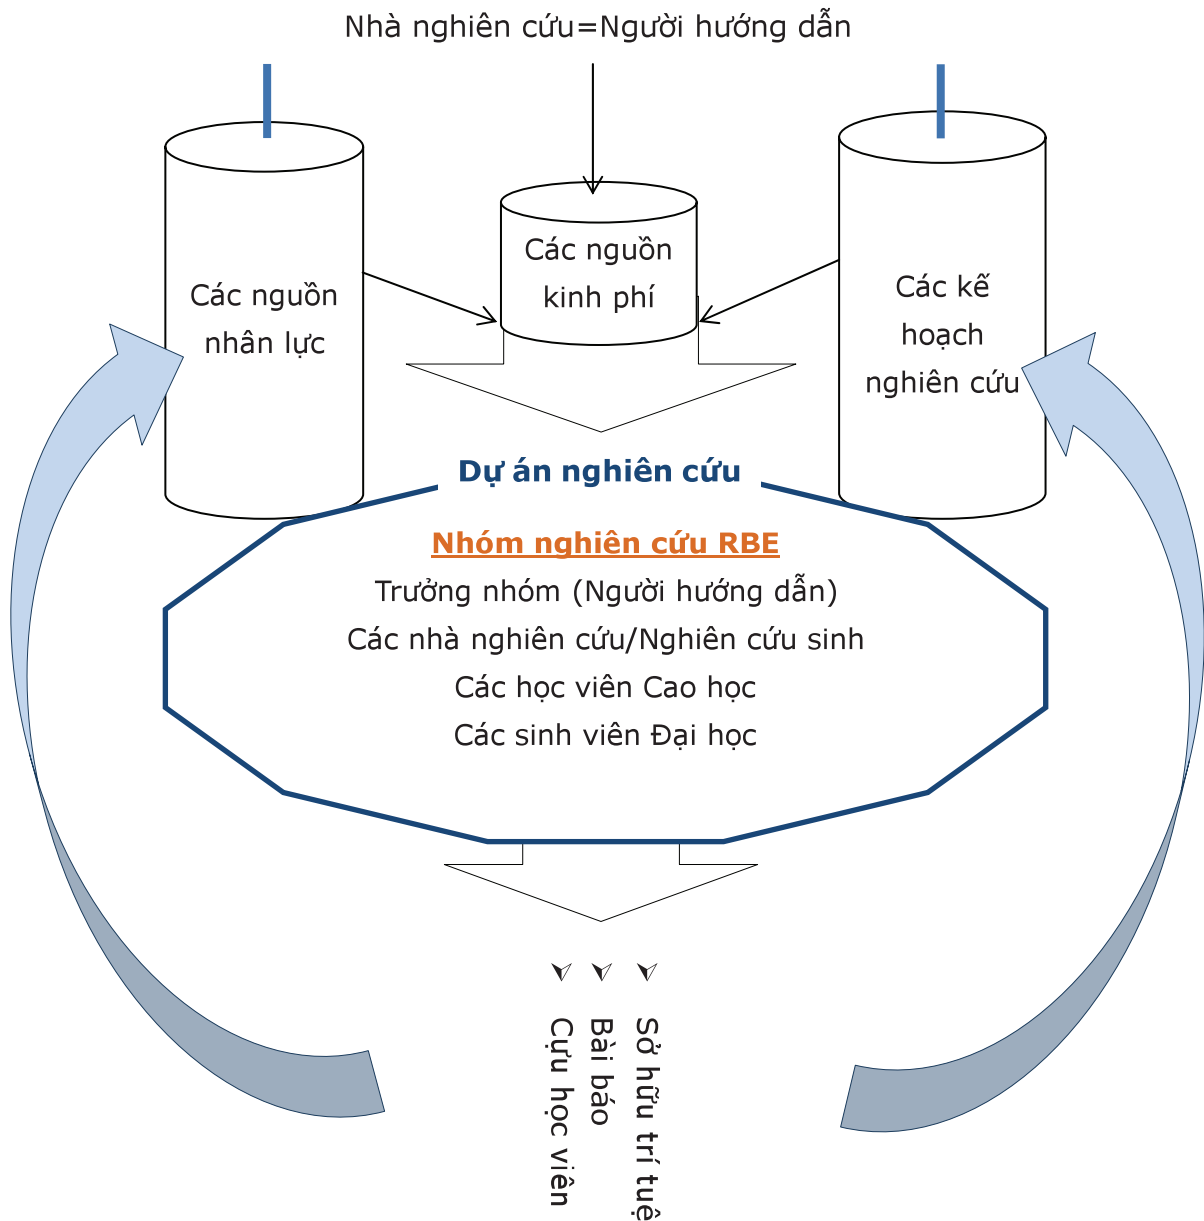 Nhà nghiên cứu=Người hướng dẫn
Các nguồn
nhân lực
Các nguồn
kinh phí
Các kế
hoạch
nghiên cứu
Dự án nghiên cứu
Nhóm nghiên cứu RBE
Trưởng nhóm (Người hướng dẫn)
Các nhà nghiên cứu/Nghiên cứu sinh
Các học viên Cao học
Các sinh viên Đại học
Sở hữu trí tuệ
Bài báo
Cựu học viên